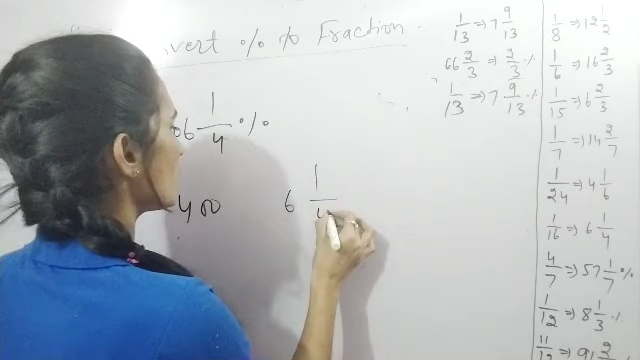 vert % to Fraction
06 1/4 %
400 6 1/4
1/13 => 7 9/13
66 2/3 => 2/3 %
1/13 => 7 9/13 %
1/8 => 12 1/2
1/6 => 16 2/3
1/15 => 6 2/3
1/7 => 14 2/7
1/24 => 4 1/6
1/16 => 6 1/4
4/7 => 57 1/7 %
1/12 => 8 1/3 %
11/12 => 91 2